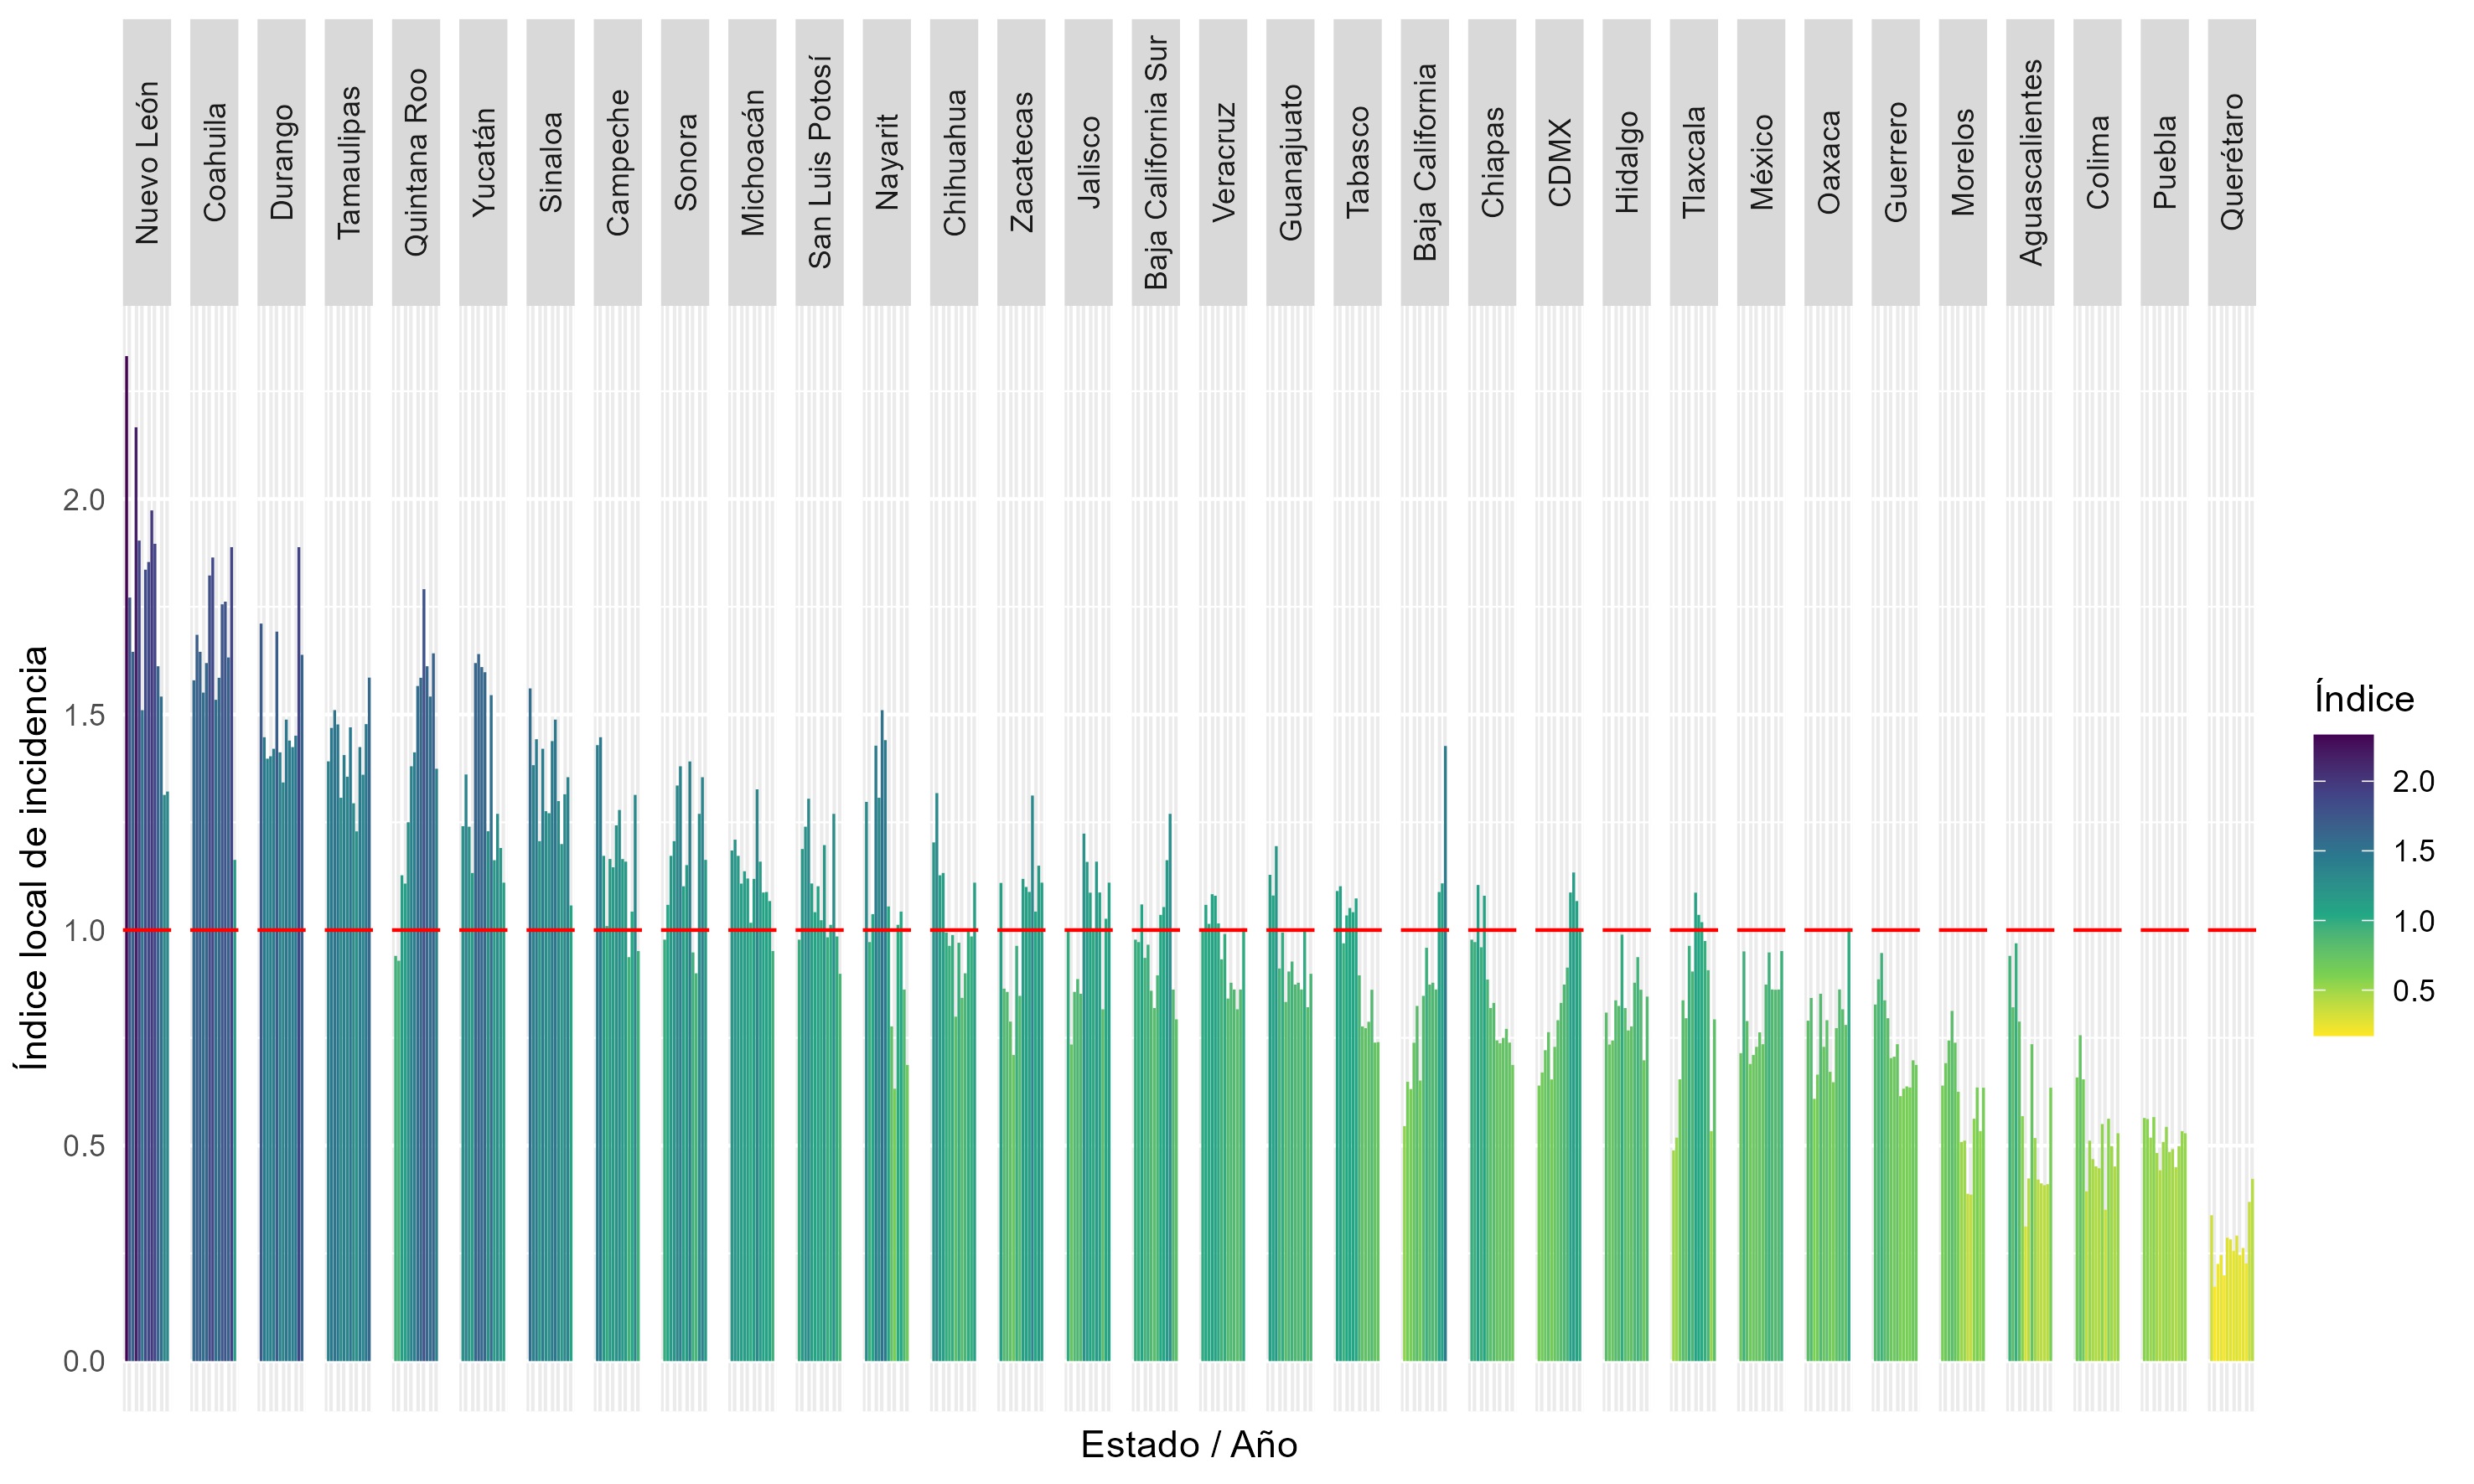 Nuevo León
Coahuila
Durango
Tamaulipas
Quintana Roo
Yucatán
Sinaloa
Campeche
Sonora
Michoacán
San Luis Potosí
Nayarit
Chihuahua
Zacatecas
Jalisco
Baja California Sur
Veracruz
Guanajuato
Tabasco
Baja California
Chiapas
CDMX
Hidalgo
Tlaxcala
México
Oaxaca
Guerrero
Morelos
Aguascalientes
Colima
Puebla
Querétaro
Índice local de incidencia
2.0
1.5
1.0
0.5
0.0
Estado / Año
Índice
2.0
1.5
1.0
0.5